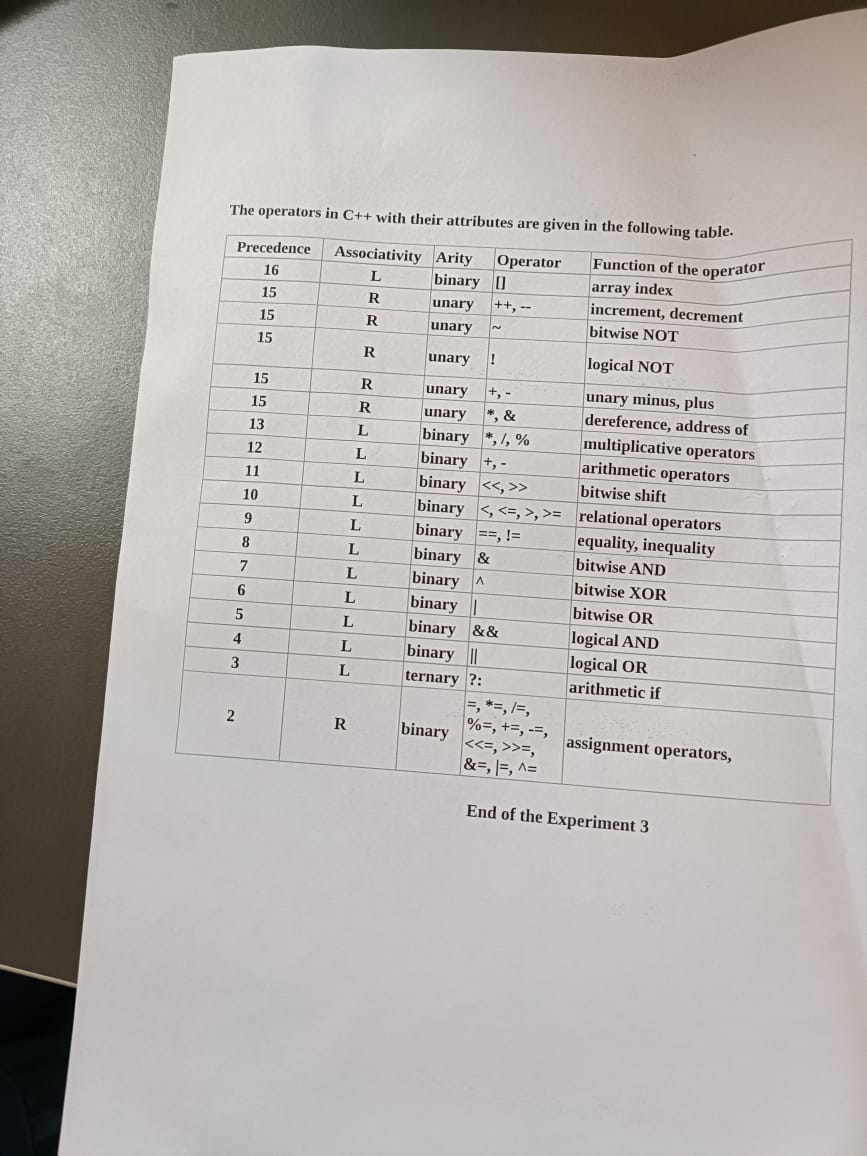 The operators in C++ with their attributes are given in the following table.
Precedence Associativity Arity Operator Function of the operator
16 L binary [] array index
15 R unary ++, -- increment, decrement
15 R unary ~ bitwise NOT
15 R unary ! logical NOT
15 R unary +, - unary minus, plus
15 R unary *, & dereference, address of
13 L binary *, /, % multiplicative operators
12 L binary +, - arithmetic operators
11 L binary <<, >> bitwise shift
10 L binary <, <=, >, >= relational operators
9 L binary ==, != equality, inequality
8 L binary & bitwise AND
7 L binary ^ bitwise XOR
6 L binary | bitwise OR
5 L binary && logical AND
4 L binary || logical OR
3 L ternary ?: arithmetic if
2 R binary =, *=, /=,
%=, +=, -=,
<<=, >>=,
&=, |=, ^= assignment operators,
End of the Experiment 3